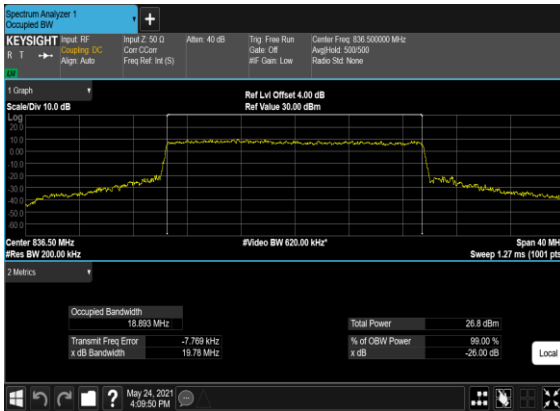 Spectrum Analyzer 1
Occupied BW
+
KEYSIGHT
R T
LXI
Input: RF
Coupling: DC
Align: Auto
Input Z: 50 Ω
Corr CCorr
Freq Ref: Int (S)
Atten: 40 dB
Trig: Free Run
Gate: Off
#IF Gain: Low
Center Freq: 836.500000 MHz
Avg|Hold: 500/500
Radio Std: None
1 Graph
Scale/Div 10.0 dB
Ref Lvl Offset 4.00 dB
Ref Value 30.00 dBm
Log
20.0
10.0
0.00
-10.0
-20.0
-30.0
-40.0
-50.0
-60.0
Center 836.50 MHz
#Res BW 200.00 kHz
#Video BW 620.00 kHz*
Span 40 MH
Sweep 1.27 ms (1001 pts
2 Metrics
Occupied Bandwidth
18.893 MHz
Transmit Freq Error -7.769 kHz
x dB Bandwidth 19.78 MHz
Total Power 26.8 dBm
% of OBW Power 99.00 %
x dB -26.00 dB
Local
?
May 24, 2021
4:09:50 PM